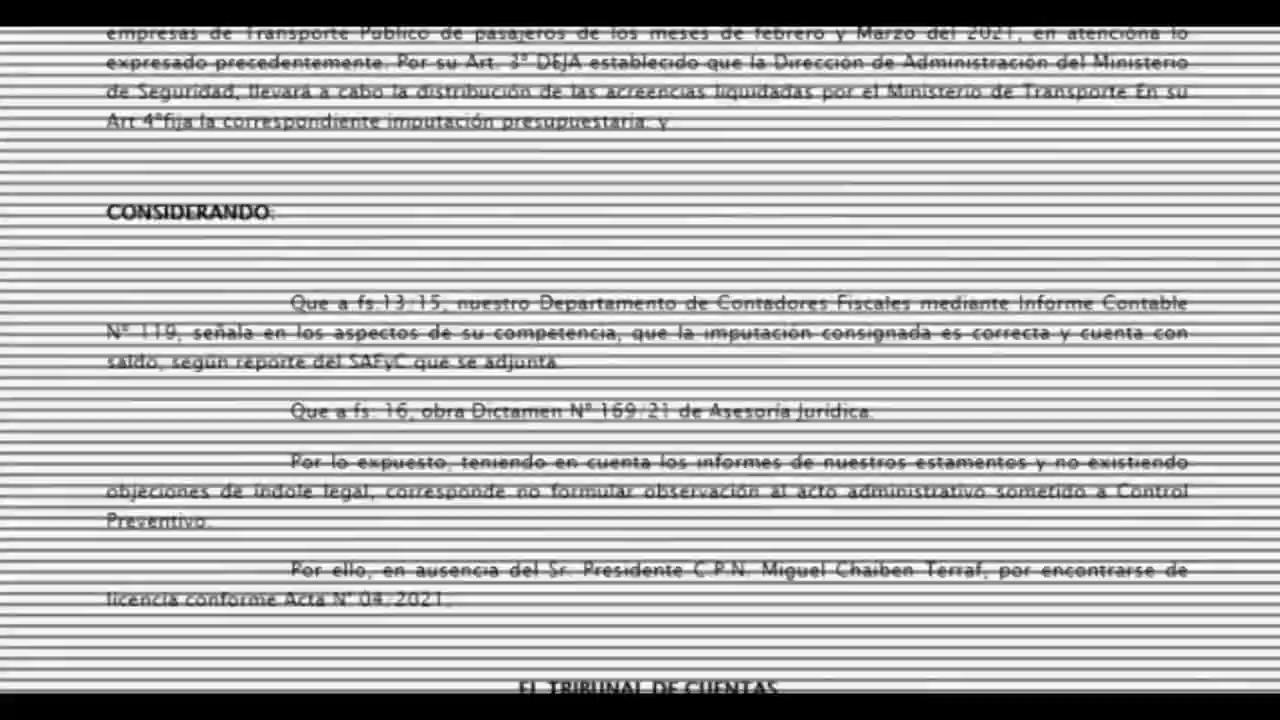 empresas de Transporte Público de pasajeros de los meses de febrero y Marzo del 2021, en atencióna lo
expresado precedentemente. Por su Art. 3° DEJA establecido que la Dirección de Administración del Ministerio
de Seguridad, llevará a cabo la distribución de las acreencias liquidadas por el Ministerio de Transporte En su
Art 4°fija la correspondiente imputación presupuestaria. y
CONSIDERANDO:
Que a fs.13/15, nuestro Departamento de Contadores Fiscales mediante Informe Contable
N° 119, señala en los aspectos de su competencia, que la imputación consignada es correcta y cuenta con
saldo, según reporte del SAFyC que se adjunta.
Que a fs. 16, obra Dictamen N° 169/21 de Asesoría Jurídica.
Por lo expuesto, teniendo en cuenta los informes de nuestros estamentos y no existiendo
objeciones de índole legal, corresponde no formular observación al acto administrativo sometido a Control
Preventivo.
Por ello, en ausencia del Sr. Presidente C.P.N. Miguel Chaiben Terraf, por encontrarse de
licencia conforme Acta N° 04/2021.
EL TRIBUNAL DE CUENTAS